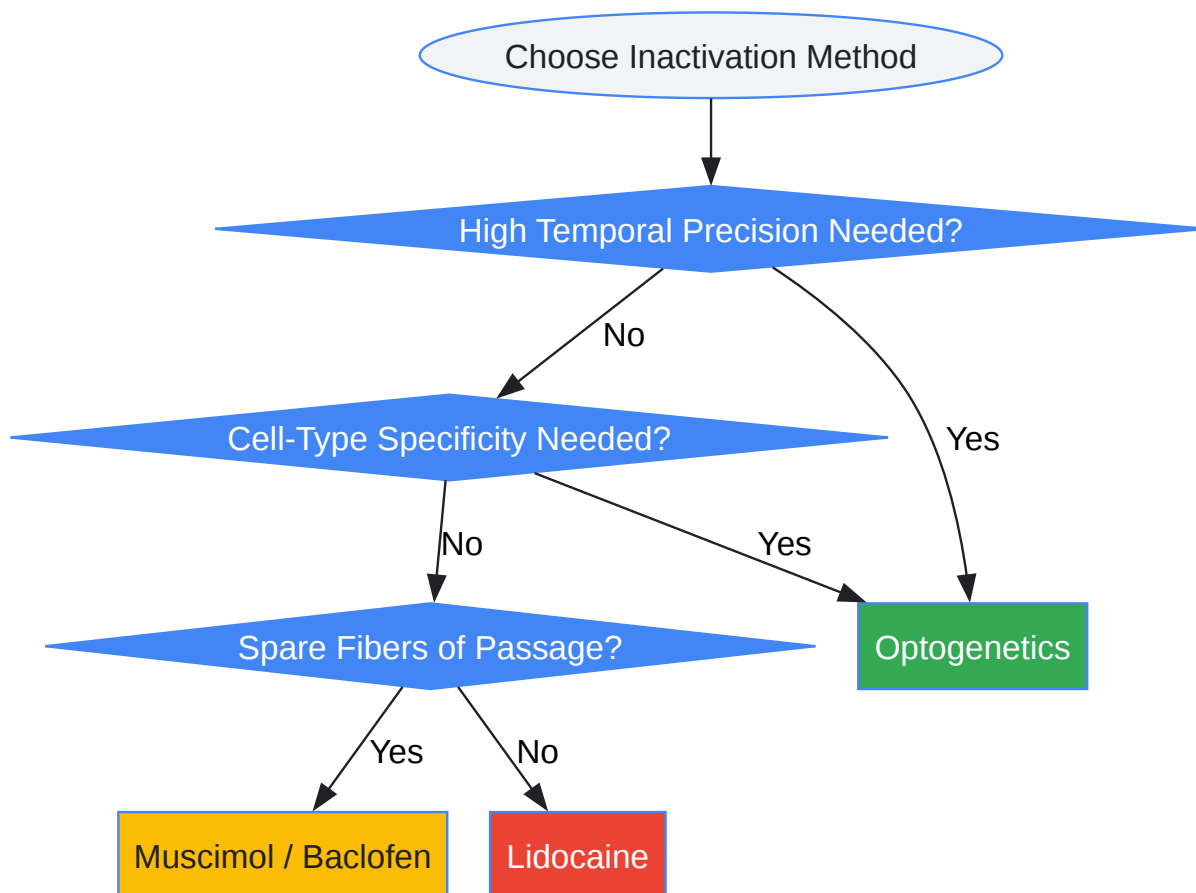 Choose Inactivation Method
High Temporal Precision Needed?
No
Cell-Type Specificity Needed?
Yes
No
Yes
Spare Fibers of Passage?
Optogenetics
Yes
No
Muscimol / Baclofen
Lidocaine